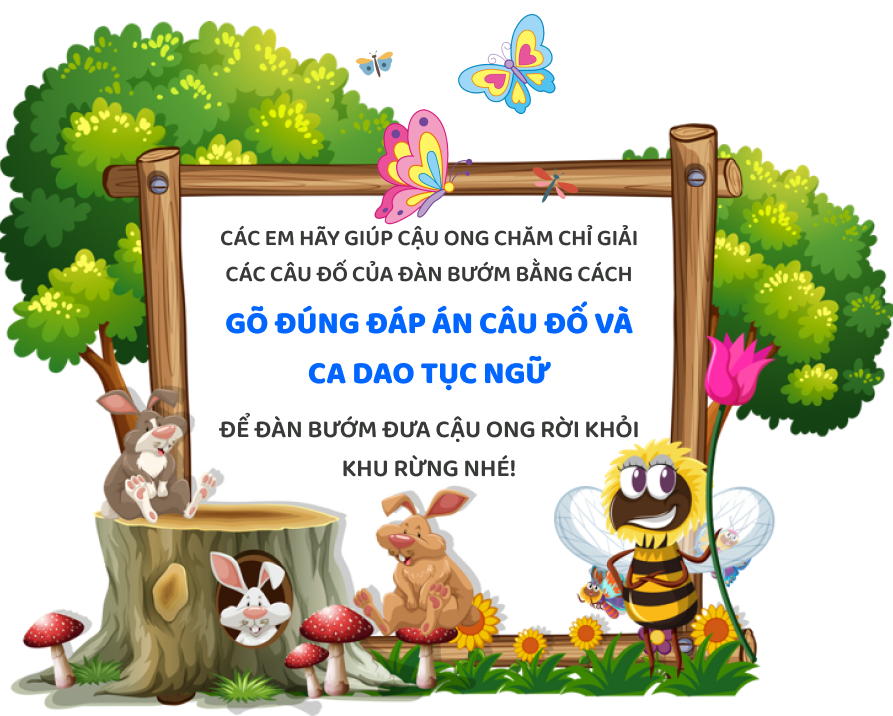 CÁC EM HÃY GIÚP CẬU ONG CHĂM CHỈ GIẢI
CÁC CÂU ĐỐ CỦA ĐÀN BƯỚM BẰNG CÁCH
GÕ ĐÚNG ĐÁP ÁN CÂU ĐỐ VÀ
CA DAO TỤC NGỮ
ĐỂ ĐÀN BƯỚM ĐƯA CẬU ONG RỜI KHỎI
KHU RỪNG NHÉ!